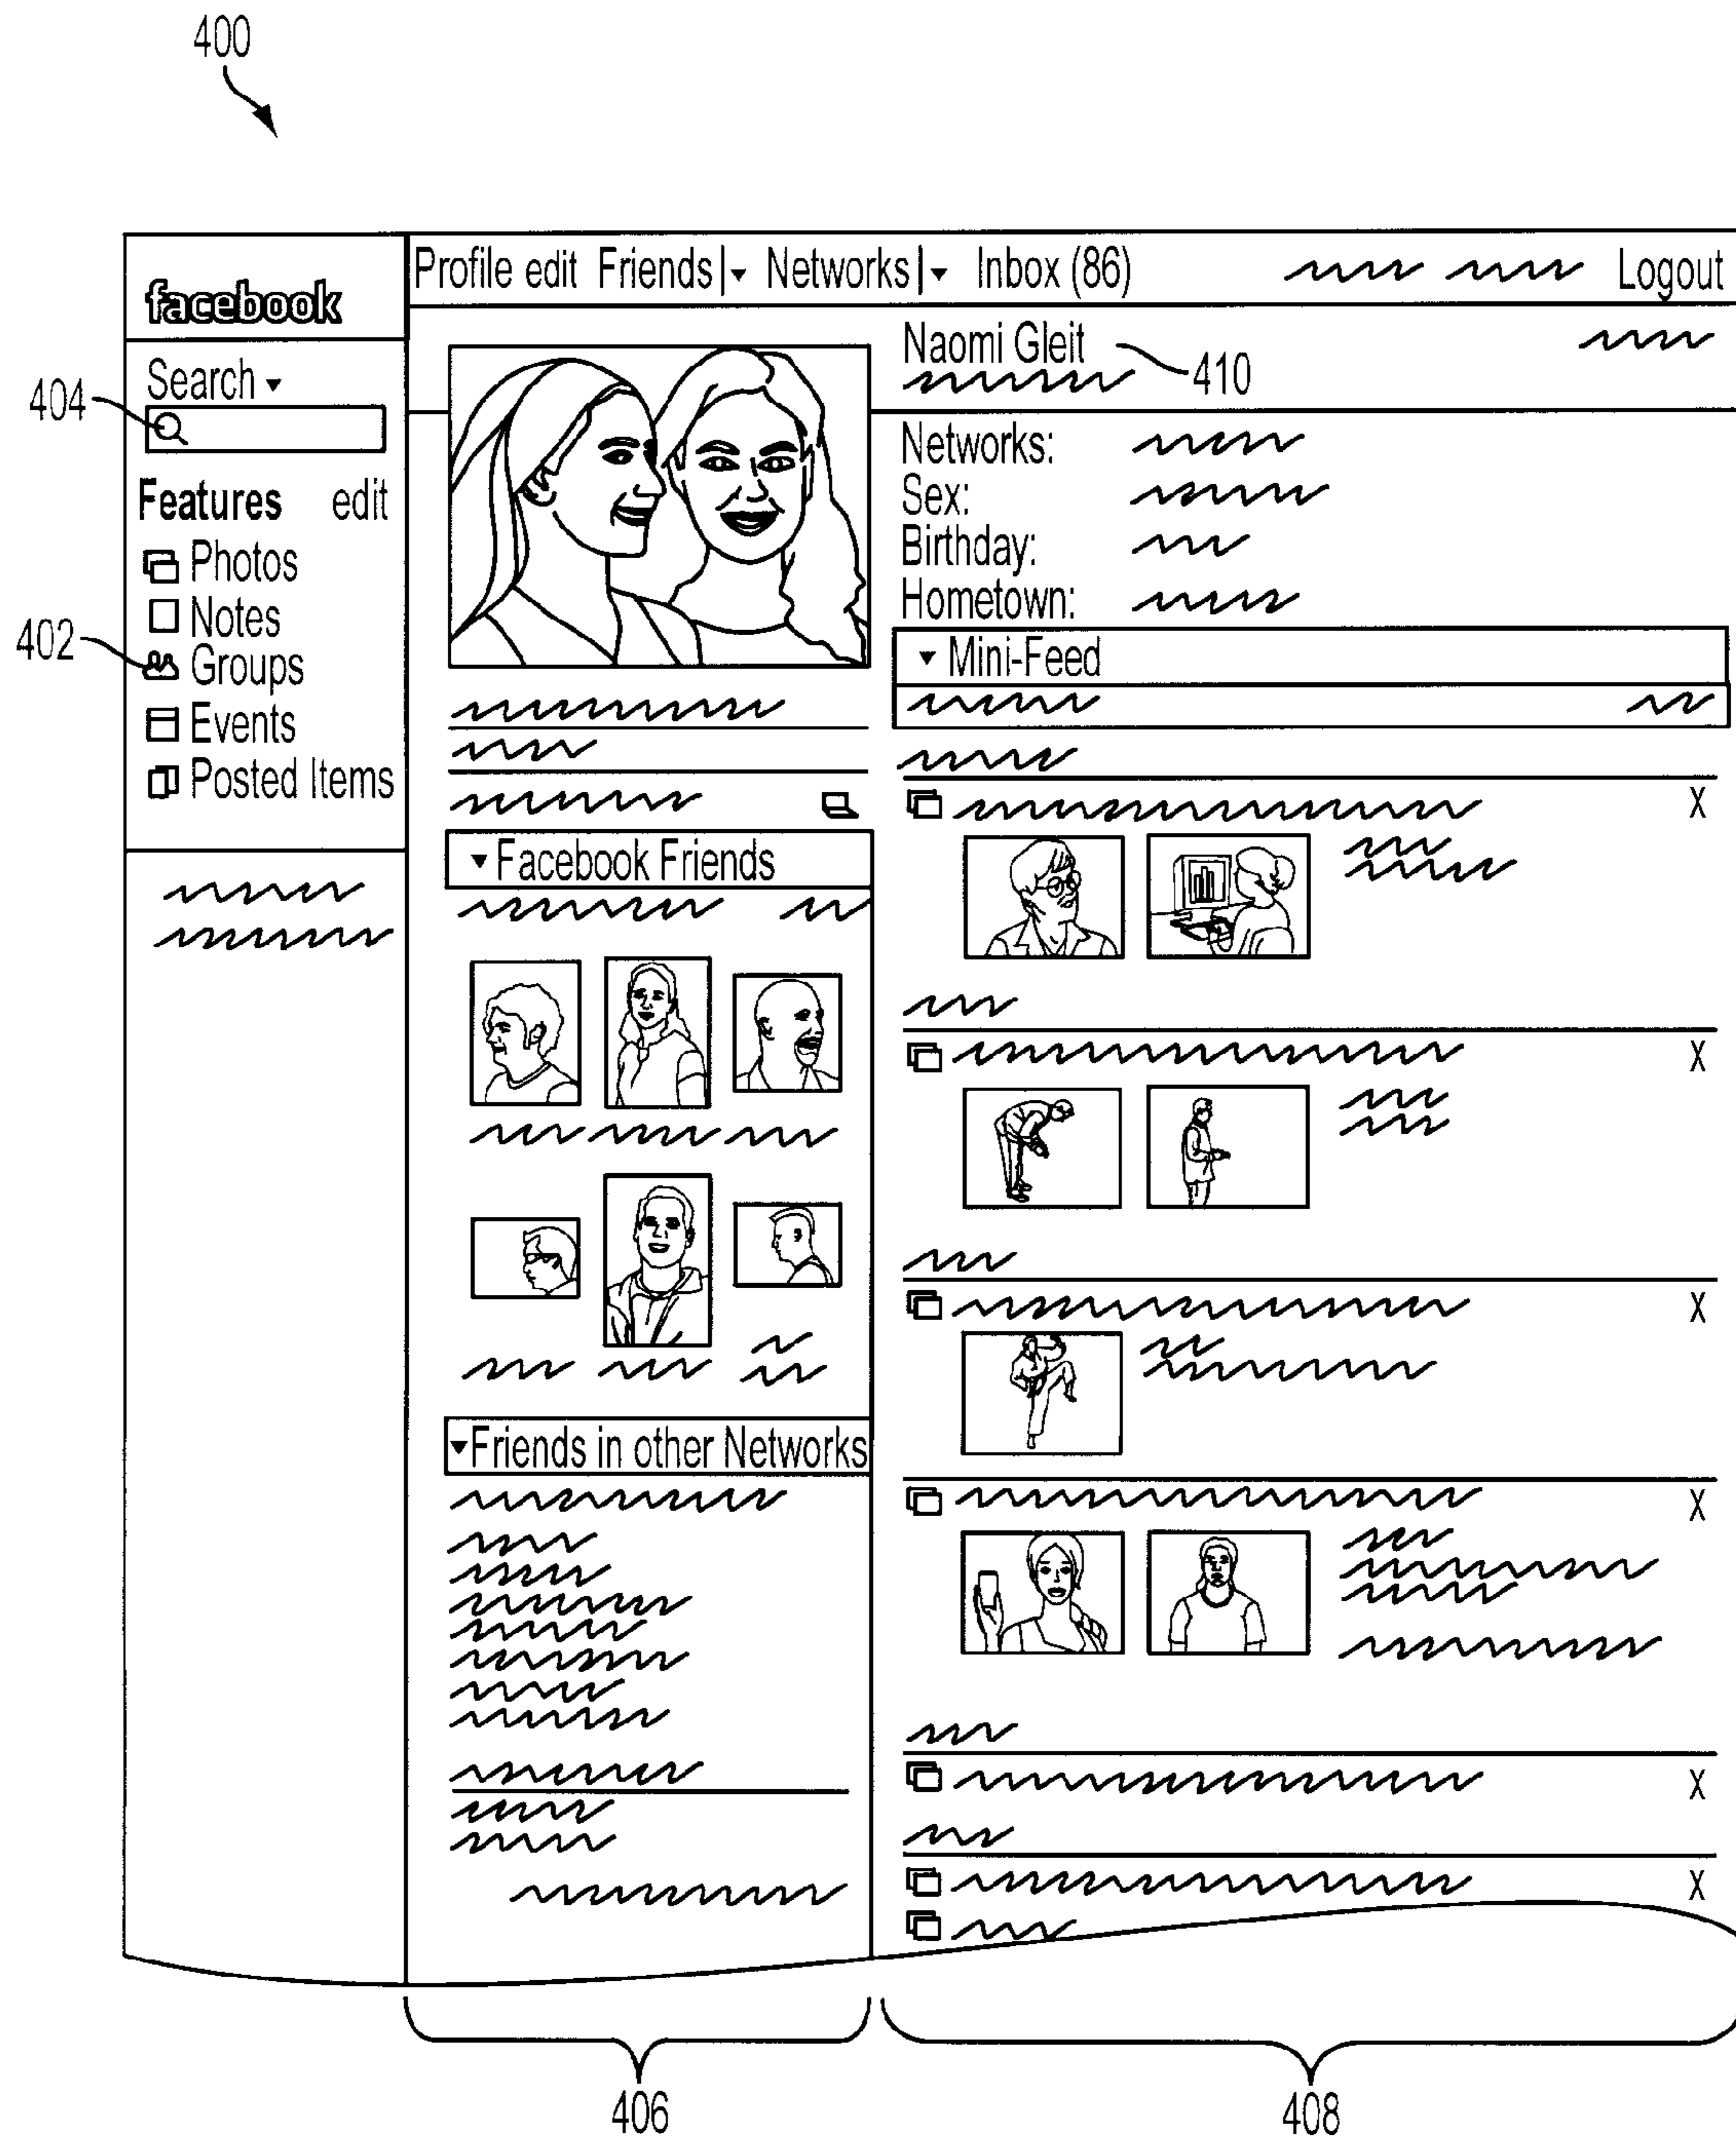 400
facebook
Profile edit Friends Networks Inbox (86) Logout
Search
404
Features edit
Photos
Notes
402
Groups
Events
Posted Items
Naomi Gleit
410
Networks:
Sex:
Birthday:
Hometown:
Mini-Feed
X
Facebook Friends
X
X
Friends in other Networks
X
X
X
406
408